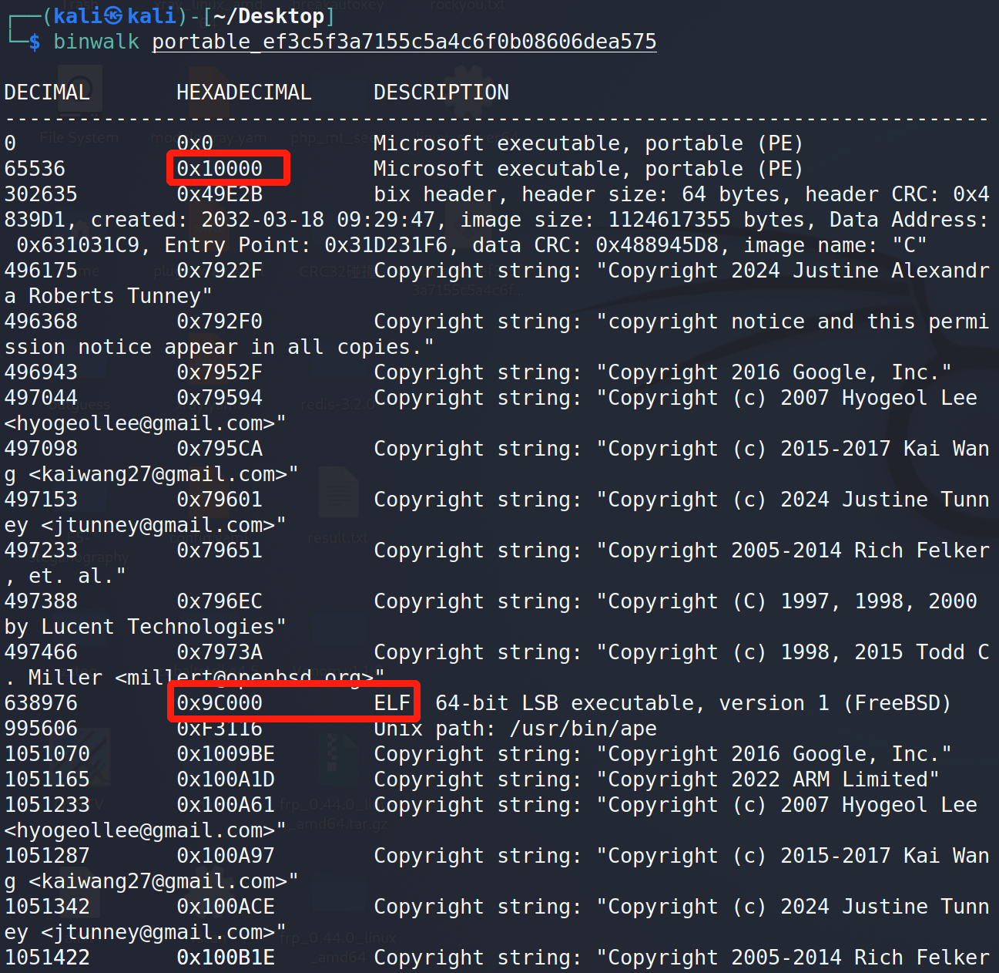 ┌──(kali㉿kali)-[~/Desktop]
└─$ binwalk portable_ef3c5f3a7155c5a4c6f0b08606dea575
DECIMAL       HEXADECIMAL     DESCRIPTION
--------------------------------------------------------------------------------
0             0x0             Microsoft executable, portable (PE)
65536         0x10000         Microsoft executable, portable (PE)
302635        0x49E2B         bix header, header size: 64 bytes, header CRC: 0x4
839D1, created: 2032-03-18 09:29:47, image size: 1124617355 bytes, Data Address:
 0x631031C9, Entry Point: 0x31D231F6, data CRC: 0x488945D8, image name: "C"
496175        0x7922F         Copyright string: "Copyright 2024 Justine Alexandr
a Roberts Tunney"
496368        0x792F0         Copyright string: "copyright notice and this permi
ssion notice appear in all copies."
496943        0x7952F         Copyright string: "Copyright 2016 Google, Inc."
497044        0x79594         Copyright string: "Copyright (c) 2007 Hyogeol Lee
<hyogeollee@gmail.com>"
497098        0x795CA         Copyright string: "Copyright (c) 2015-2017 Kai Wan
g <kaiwang27@gmail.com>"
497153        0x79601         Copyright string: "Copyright (c) 2024 Justine Tunn
ey <jtunney@gmail.com>"
497233        0x79651         Copyright string: "Copyright 2005-2014 Rich Felker
, et. al."
497388        0x796EC         Copyright string: "Copyright (C) 1997, 1998, 2000
by Lucent Technologies"
497466        0x7973A         Copyright string: "Copyright (c) 1998, 2015 Todd C
. Miller <millert@openbsd.org>"
638976        0x9C000         ELF, 64-bit LSB executable, version 1 (FreeBSD)
995606        0xF3116         Unix path: /usr/bin/ape
1051070       0x1009BE        Copyright string: "Copyright 2016 Google, Inc."
1051165       0x100A1D        Copyright string: "Copyright 2022 ARM Limited"
1051233       0x100A61        Copyright string: "Copyright (c) 2007 Hyogeol Lee
<hyogeollee@gmail.com>"
1051287       0x100A97        Copyright string: "Copyright (c) 2015-2017 Kai Wan
g <kaiwang27@gmail.com>"
1051342       0x100ACE        Copyright string: "Copyright (c) 2024 Justine Tunn
ey <jtunney@gmail.com>"
1051422       0x100B1E        Copyright string: "Copyright 2005-2014 Rich Felker